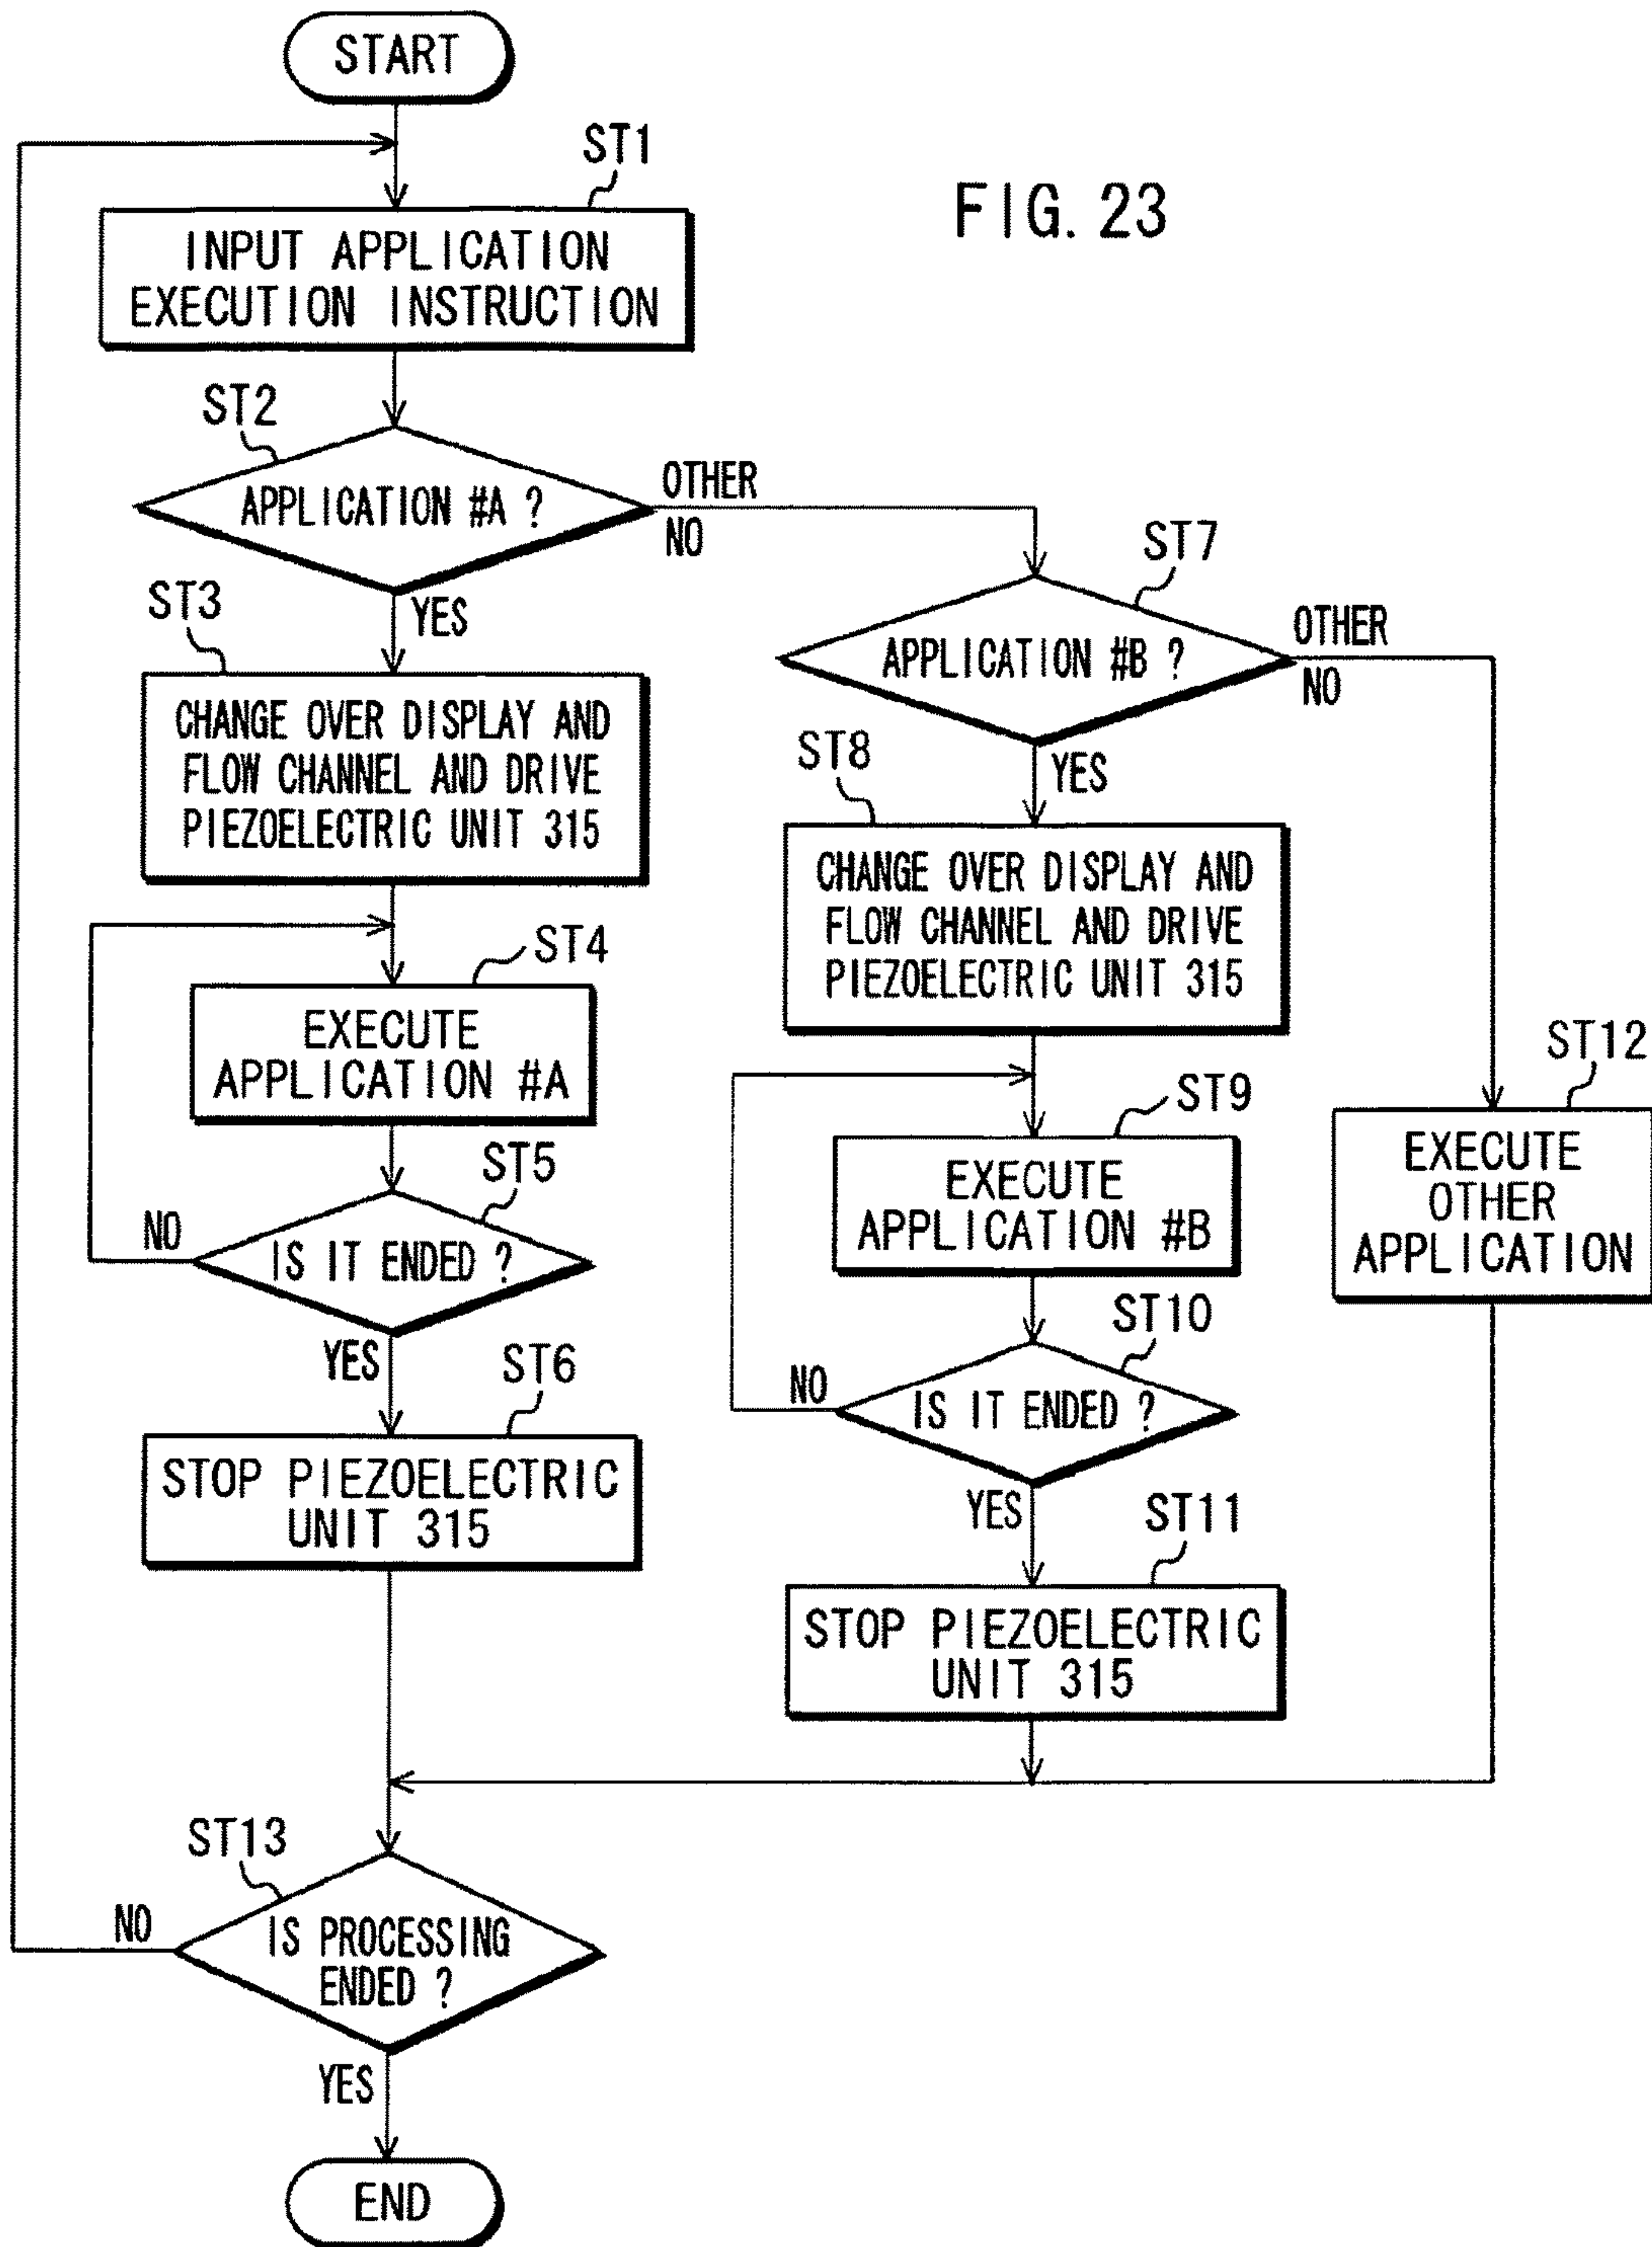 START
ST1
FIG. 23
INPUT APPLICATION
EXECUTION INSTRUCTION
ST2
APPLICATION #A ?
OTHER
NO
YES
ST3
CHANGE OVER DISPLAY AND
FLOW CHANNEL AND DRIVE
PIEZOELECTRIC UNIT 315
ST4
EXECUTE
APPLICATION #A
ST5
NO
IS IT ENDED ?
YES
ST6
STOP PIEZOELECTRIC
UNIT 315
ST7
APPLICATION #B ?
OTHER
NO
YES
ST8
CHANGE OVER DISPLAY AND
FLOW CHANNEL AND DRIVE
PIEZOELECTRIC UNIT 315
ST9
EXECUTE
APPLICATION #B
ST10
NO
IS IT ENDED ?
YES
ST11
STOP PIEZOELECTRIC
UNIT 315
ST12
EXECUTE
OTHER
APPLICATION
ST13
NO
IS PROCESSING
ENDED ?
YES
END